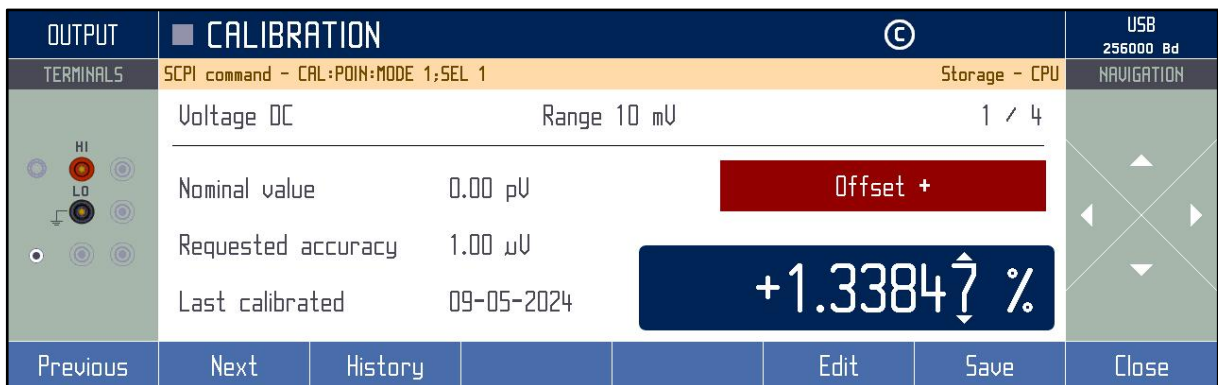 OUTPUT
CALIBRATION
©
USB
256000 Bd
TERMINALS
SCPI command - CAL:POIN:MODE 1;SEL 1
Storage - CPU
NAVIGATION
Voltage DC
Range 10 mV
1 / 4
HI
LO
Nominal value
0.00 pV
Offset +
Requested accuracy
1.00 µV
Last calibrated
09-05-2024
+1.33847 %
Previous
Next
History
Edit
Save
Close